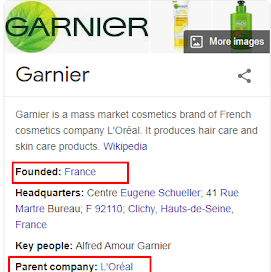 GARNIER
More images
Garnier
Garnier is a mass market cosmetics brand of French
cosmetics company L'Oréal. It produces hair care and
skin care products. Wikipedia
Founded: France
Headquarters: Centre Eugene Schueller; 41 Rue
Martre Bureau; F 92110; Clichy, Hauts-de-Seine,
France
Key people: Alfred Amour Garnier
Parent company: L'Oréal